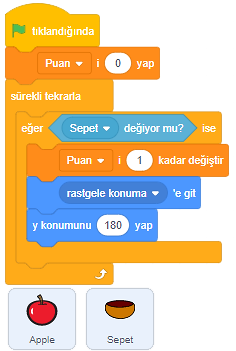 tıklandığında
Puan i 0 yap
sürekli tekrarla
eğer Sepet değiyor mu? ise
Puan i 1 kadar değiştir
rastgele konuma 'e git
y konumunu 180 yap
Apple Sepet